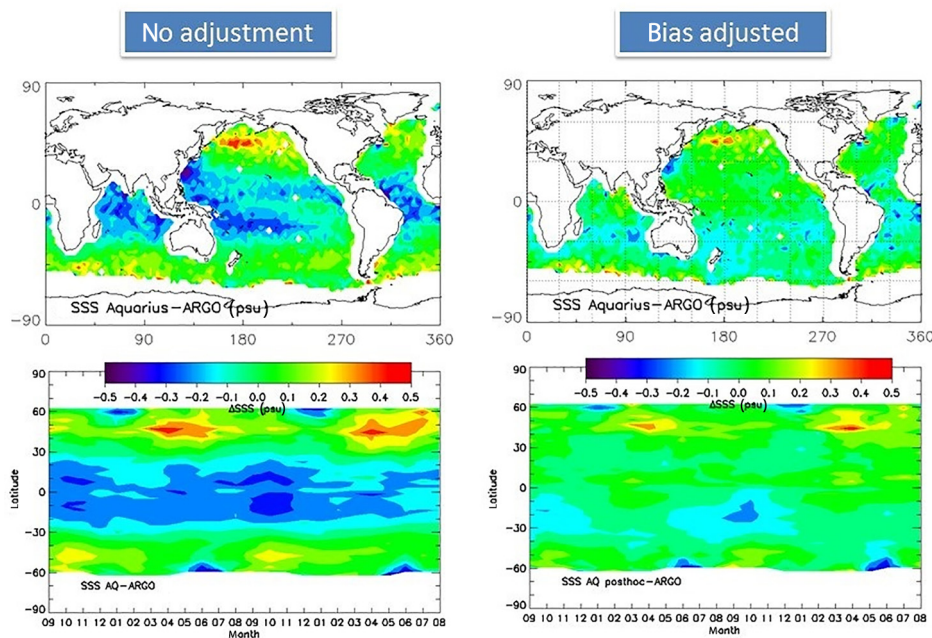 No adjustment
Bias adjusted
90
0
-90
SSS Aquarius-ARGO (psu)
0 90 180 270 360
90
0
-90
SSS Aquarius-ARGO (psu)
0 90 180 270 360
90
60
30
0
-30
-60
-90
Latitude
-0.5 -0.4 -0.3 -0.2 -0.1 0.0 0.1 0.2 0.3 0.4 0.5
ΔSSS (psu)
SSS AQ-ARGO
09 10 11 12 01 02 03 04 05 06 07 08 09 10 11 12 01 02 03 04 05 06 07 08
Month
90
60
30
0
-30
-60
-90
Latitude
-0.5 -0.4 -0.3 -0.2 -0.1 0.0 0.1 0.2 0.3 0.4 0.5
ΔSSS (psu)
SSS AQ posthoc-ARGO
09 10 11 12 01 02 03 04 05 06 07 08 09 10 11 12 01 02 03 04 05 06 07 08
Month